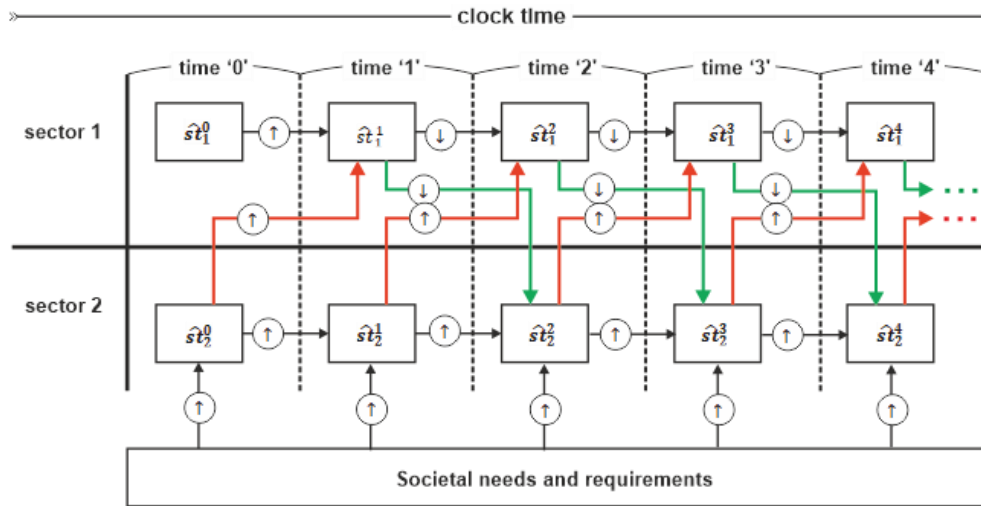 clock time
time ‘0’ time ‘1’ time ‘2’ time ‘3’ time ‘4’
sector 1
ŝt₁⁰ ↑ ŝt₁¹ ↓ ŝt₁² ↓ ŝt₁³ ↓ ŝt₁⁴
↓ ↓ ↓
↑ ↑ ↑ ↑
sector 2
ŝt₂⁰ ↑ ŝt₂¹ ↑ ŝt₂² ↑ ŝt₂³ ↑ ŝt₂⁴
↑ ↑ ↑ ↑ ↑
Societal needs and requirements